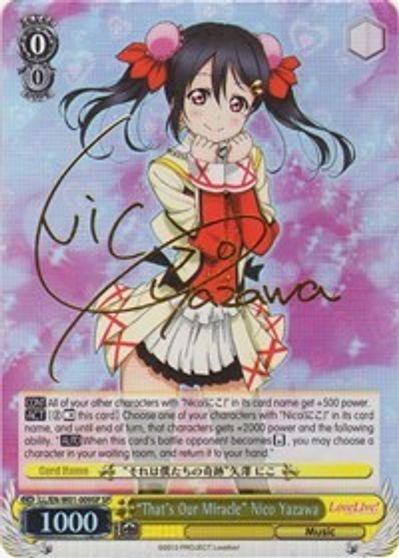 0
0
Nico
Yazawa
CONT All of your other characters with "Nico/にこ" in its card name get +500 power.
ACT [② this card] Choose one of your characters with "Nico/にこ" in its card name, and until end of turn, that character gets +2000 power and the following ability. "AUTO When this card's battle opponent becomes, you may choose a character in your waiting room, and return it to your hand."
“それは僕たちの奇跡”矢澤 にこ
LL/EN-W01-009SP SP
1000
"That's Our Miracle" Nico Yazawa
LoveLive!
Music
©2013 PROJECT Lovelive!